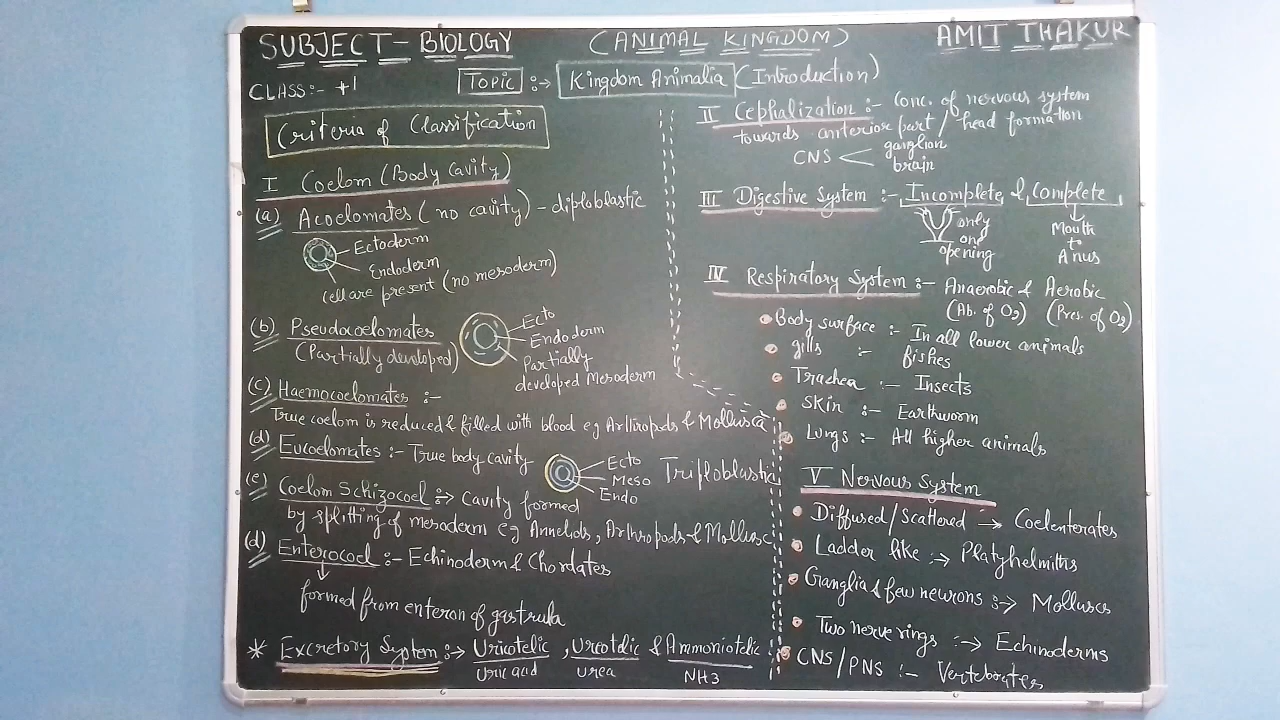 SUBJECT - BIOLOGY (ANIMAL KINGDOM) AMIT THAKUR
CLASS:- +1 Topic :→ Kingdom Animalia (Introduction)
Criteria of Classification
I Coelom (Body Cavity)
(a) Acoelomates (no cavity) - diploblastic
Ectoderm
Endoderm
Cell are present (no mesoderm)
(b) Pseudocoelomates
(Partially developed)
Ecto
Endoderm
Partially
developed Mesoderm
(c) Haemocoelomates :-
True coelom is reduced & filled with blood eg Arthropods & Mollusca
(d) Eucoelomates :- True body cavity
Ecto
Meso
Endo
Triploblastic
(e) Coelom Schizocoel :→ cavity formed
by splitting of mesoderm eg Annelids, Arthropods & Mollusc
(d) Enterocoel :- Echinoderm & Chordates
formed from enteron of gastrula
* Excretory System :→ Uricotelic, Ureotelic & Ammoniotelic :
Uric acid urea NH3
II Cephalization :- Conc. of nervous system
towards anterior part / head formation
CNS < ganglion
brain
III Digestive System :- Incomplete & Complete
only
one
opening
Mouth
to
Anus
IV Respiratory System :- Anaerobic & Aerobic
(Ab. of O2) (Pres. of O2)
Body surface :- In all lower animals
gills :- fishes
Trachea :- Insects
Skin :- Earthworm
Lungs :- All higher animals
V Nervous System
Diffused/Scattered → Coelenterates
Ladder like :→ Platyhelmiths
Ganglia & few neurons :→ Molluscs
Two nerve rings :→ Echinoderms
CNS/PNS :- Vertebrates